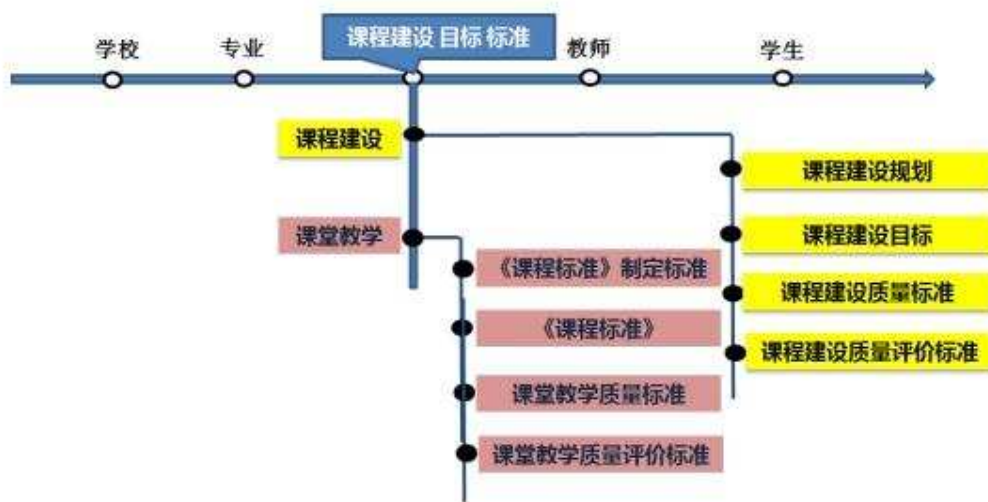 学校
专业
课程建设 目标 标准
教师
学生
课程建设
课程建设规划
课程建设目标
课程建设质量标准
课程建设质量评价标准
课堂教学
《课程标准》制定标准
《课程标准》
课堂教学质量标准
课堂教学质量评价标准